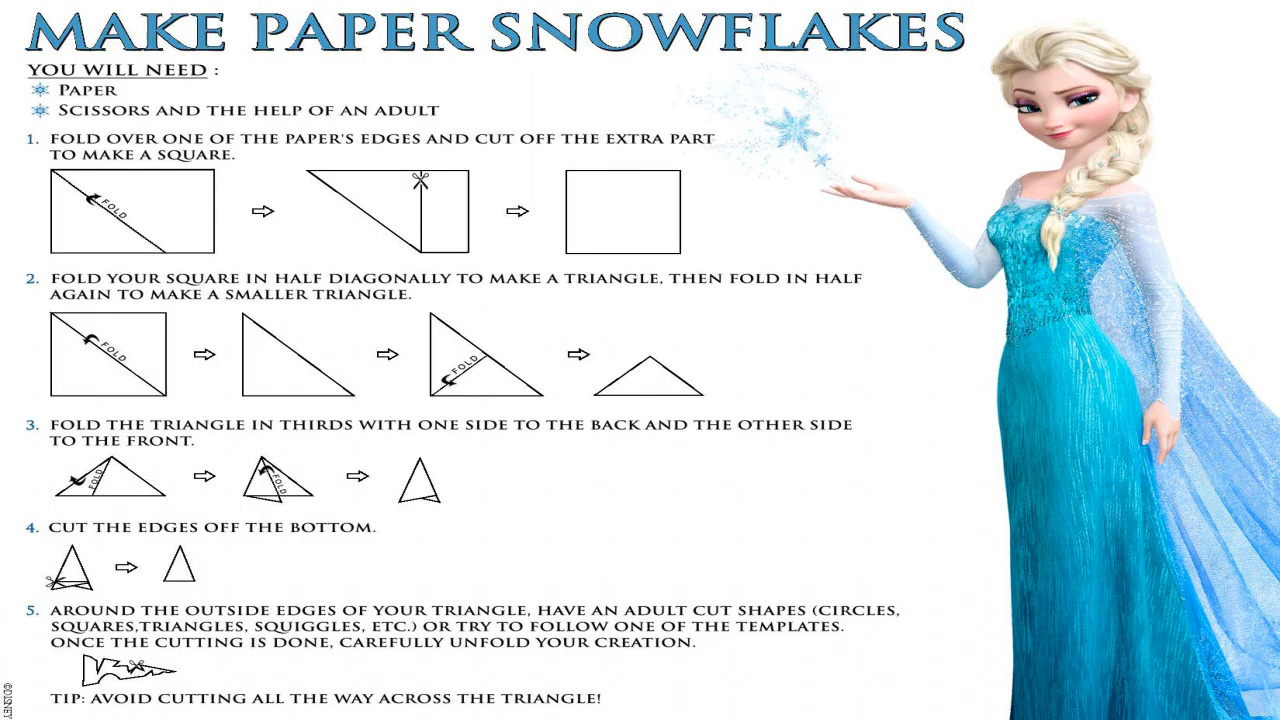 MAKE PAPER SNOWFLAKES
YOU WILL NEED :
PAPER
SCISSORS AND THE HELP OF AN ADULT
1. FOLD OVER ONE OF THE PAPER'S EDGES AND CUT OFF THE EXTRA PART
TO MAKE A SQUARE.
FOLD
2. FOLD YOUR SQUARE IN HALF DIAGONALLY TO MAKE A TRIANGLE, THEN FOLD IN HALF
AGAIN TO MAKE A SMALLER TRIANGLE.
FOLD
FOLD
3. FOLD THE TRIANGLE IN THIRDS WITH ONE SIDE TO THE BACK AND THE OTHER SIDE
TO THE FRONT.
FOLD
FOLD
4. CUT THE EDGES OFF THE BOTTOM.
5. AROUND THE OUTSIDE EDGES OF YOUR TRIANGLE, HAVE AN ADULT CUT SHAPES (CIRCLES,
SQUARES,TRIANGLES, SQUIGGLES, ETC.) OR TRY TO FOLLOW ONE OF THE TEMPLATES.
ONCE THE CUTTING IS DONE, CAREFULLY UNFOLD YOUR CREATION.
TIP: AVOID CUTTING ALL THE WAY ACROSS THE TRIANGLE!
©DISNEY